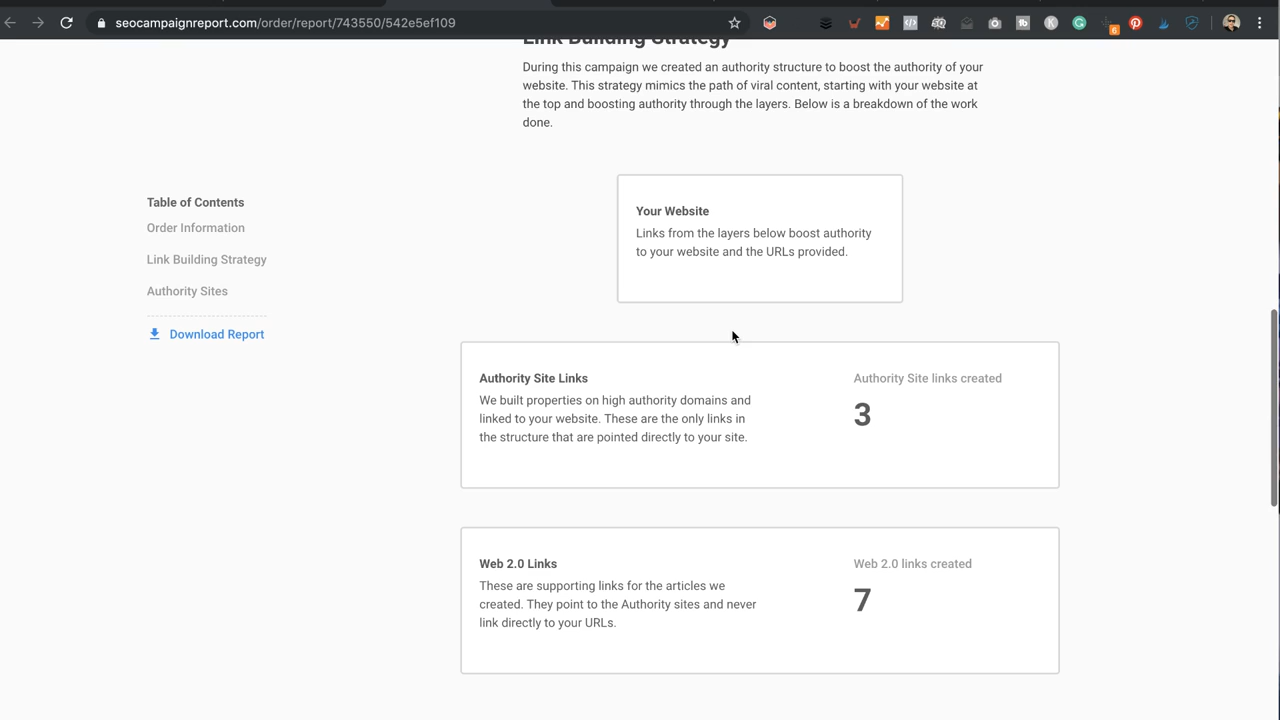 seocampaignreport.com/order/report/743550/542e5ef109
6
Link Building Strategy
During this campaign we created an authority structure to boost the authority of your
website. This strategy mimics the path of viral content, starting with your website at
the top and boosting authority through the layers. Below is a breakdown of the work
done.
Table of Contents
Order Information
Link Building Strategy
Authority Sites
Download Report
Your Website
Links from the layers below boost authority
to your website and the URLs provided.
Authority Site Links
We built properties on high authority domains and
linked to your website. These are the only links in
the structure that are pointed directly to your site.
Authority Site links created
3
Web 2.0 Links
These are supporting links for the articles we
created. They point to the Authority sites and never
link directly to your URLs.
Web 2.0 links created
7